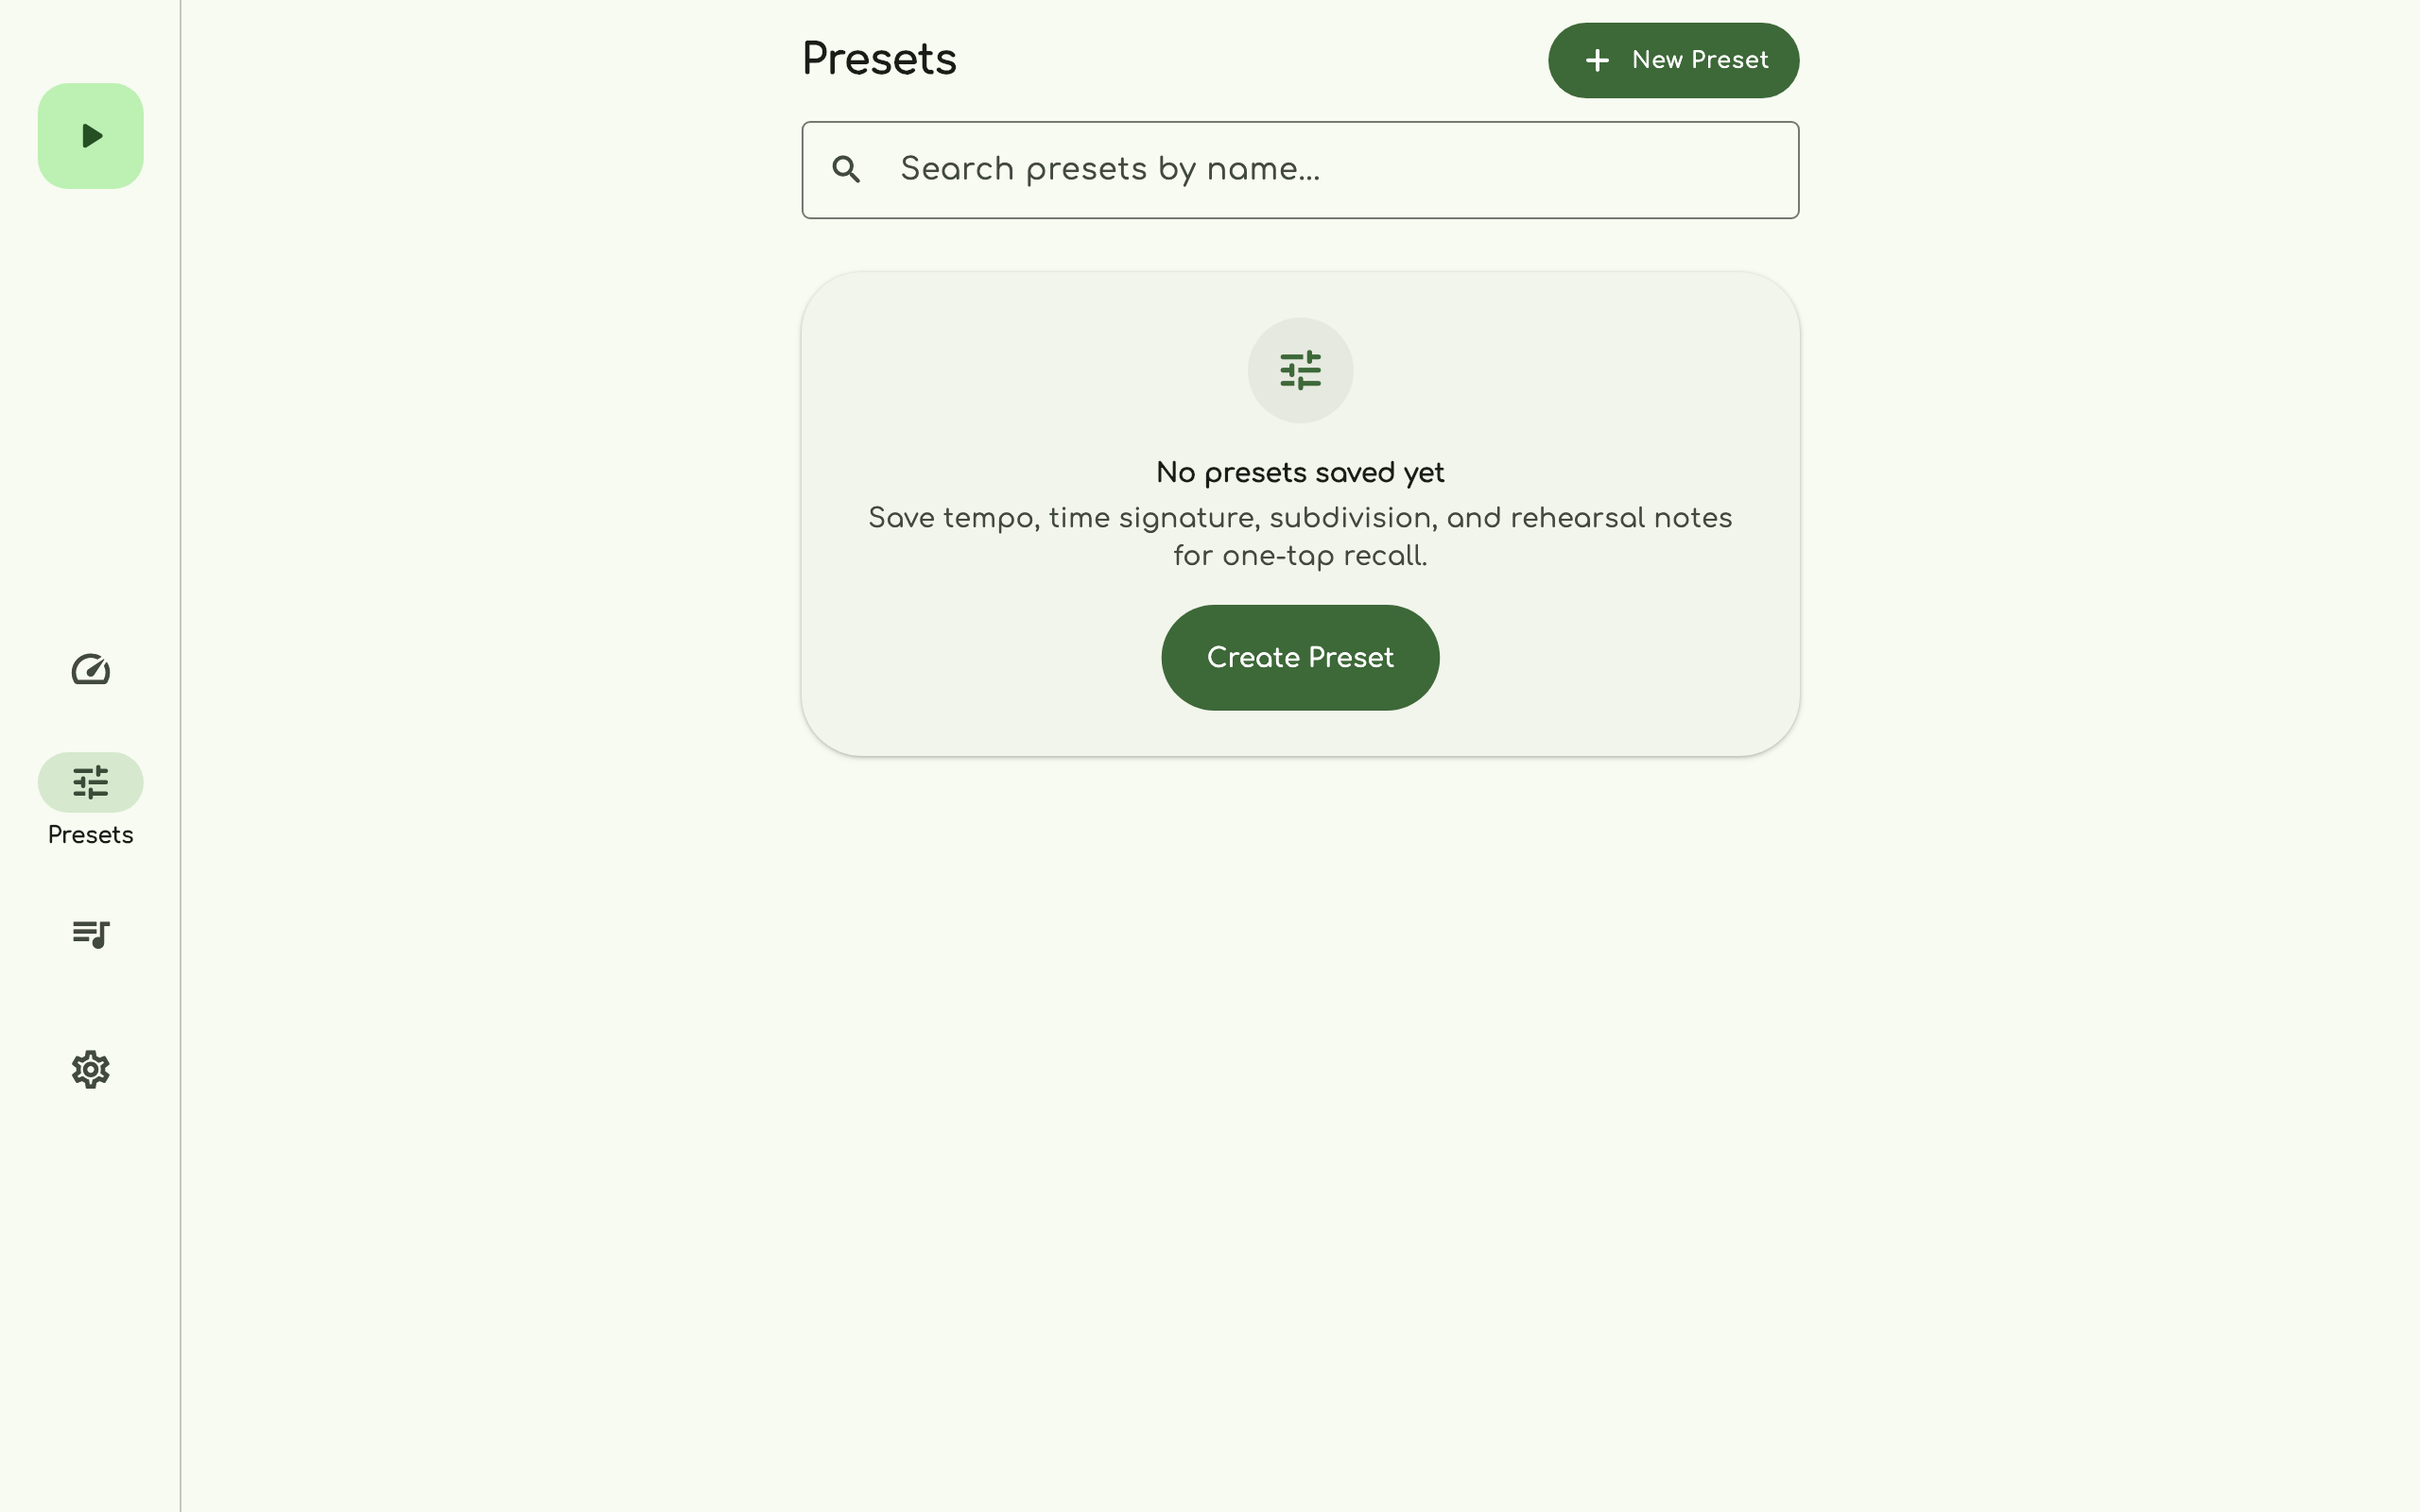 Presets
New Preset
Search presets by name...
No presets saved yet
Save tempo, time signature, subdivision, and rehearsal notes
for one-tap recall.
Create Preset
Presets